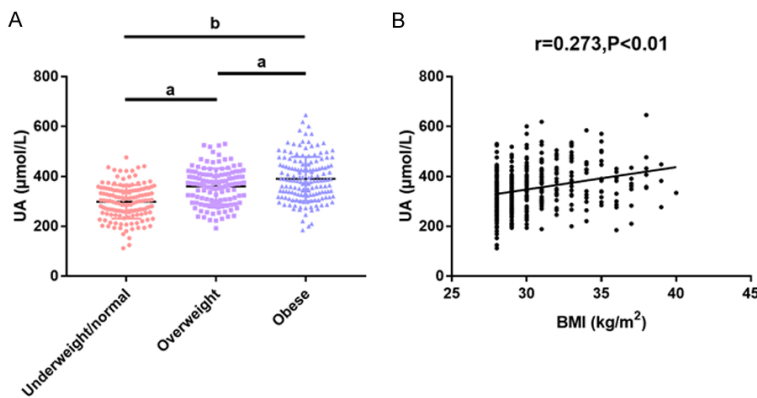 A
b
a
a
800
600
400
200
0
UA (μmol/L)
Underweight/normal
Overweight
Obese
B
r=0.273,P<0.01
800
600
400
200
0
UA (μmol/L)
25
30
35
40
45
BMI (kg/m²)